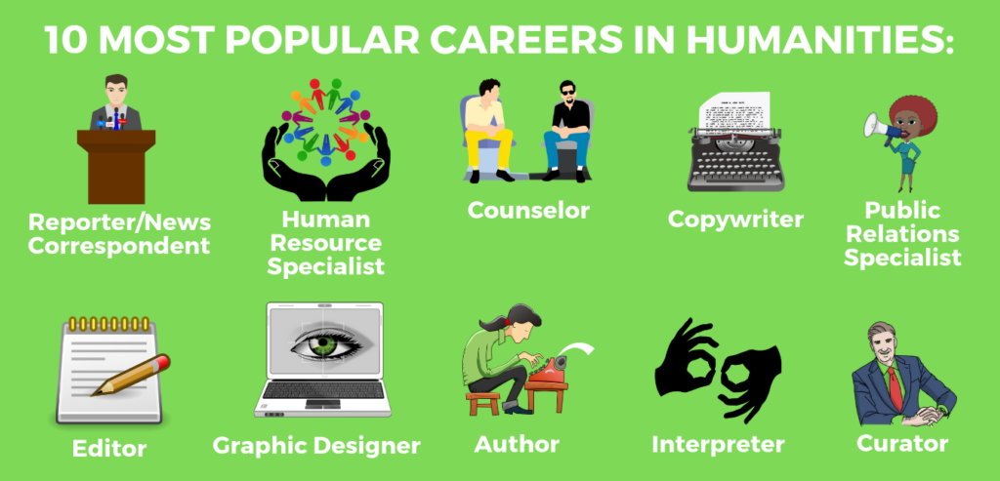 10 MOST POPULAR CAREERS IN HUMANITIES:
Reporter/News
Correspondent
Human
Resource
Specialist
Counselor
Copywriter
Public
Relations
Specialist
Editor
Graphic Designer
Author
Interpreter
Curator